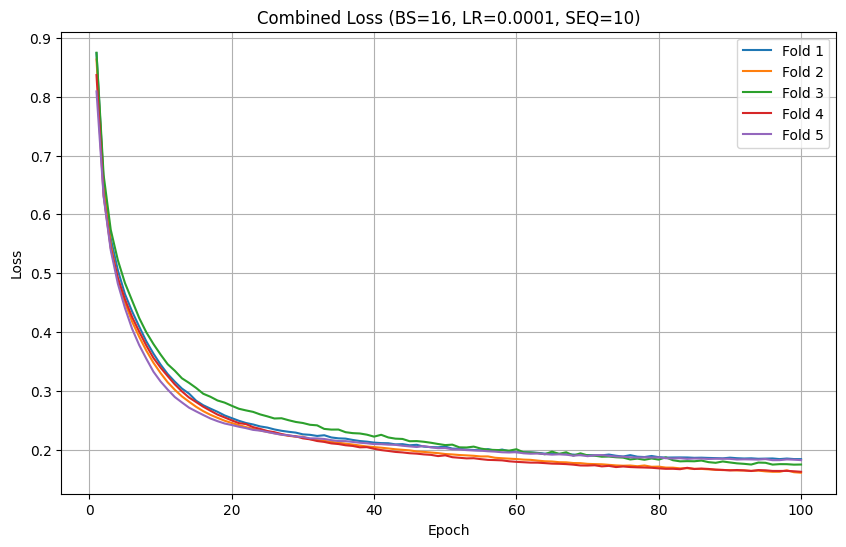 Combined Loss (BS=16, LR=0.0001, SEQ=10)
0.9
0.8
0.7
0.6
0.5
0.4
0.3
0.2
Loss
0
20
40
60
80
100
Epoch
Fold 1
Fold 2
Fold 3
Fold 4
Fold 5